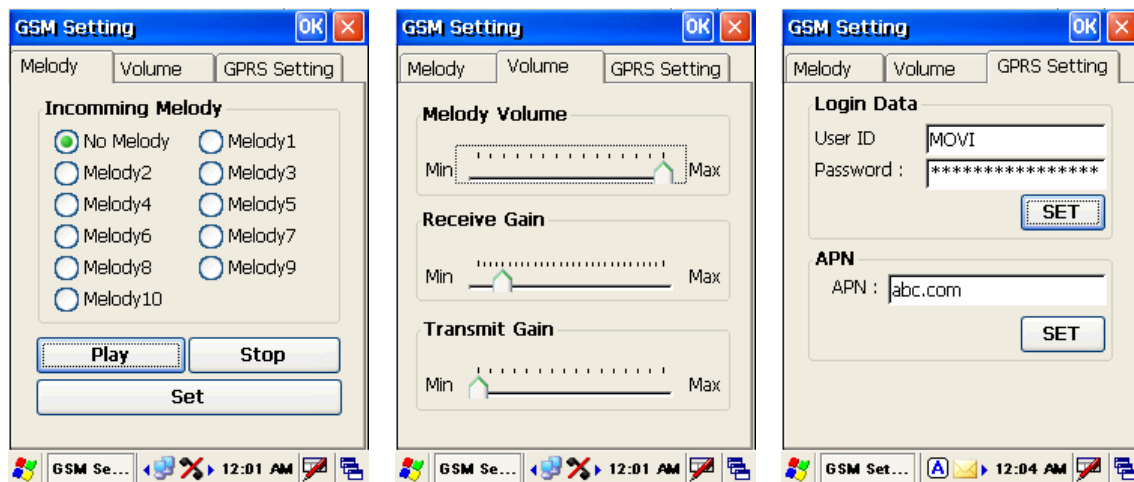 GSM Setting OK
Melody Volume GPRS Setting
Incomming Melody
No Melody Melody1
Melody2 Melody3
Melody4 Melody5
Melody6 Melody7
Melody8 Melody9
Melody10
Play Stop
Set
GSM Se... 12:01 AM
GSM Setting OK
Melody Volume GPRS Setting
Melody Volume
Min Max
Receive Gain
Min Max
Transmit Gain
Min Max
GSM Se... 12:01 AM
GSM Setting OK
Melody Volume GPRS Setting
Login Data
User ID MOVI
Password : ****************
SET
APN
APN : abc.com
SET
GSM Set... A 12:04 AM